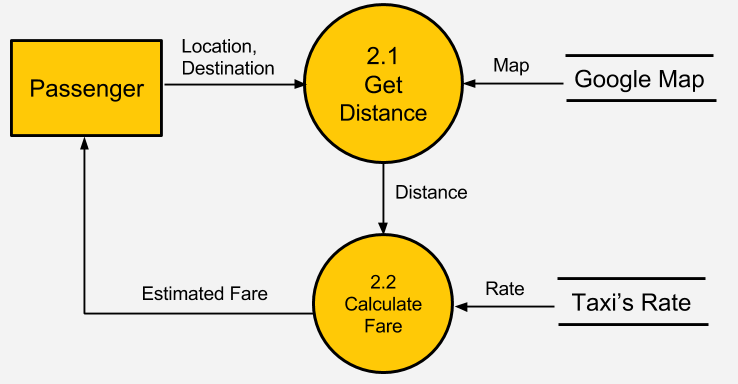 Passenger
Location,
Destination
2.1
Get
Distance
Map
Google Map
Distance
Estimated Fare
2.2
Calculate
Fare
Rate
Taxi's Rate